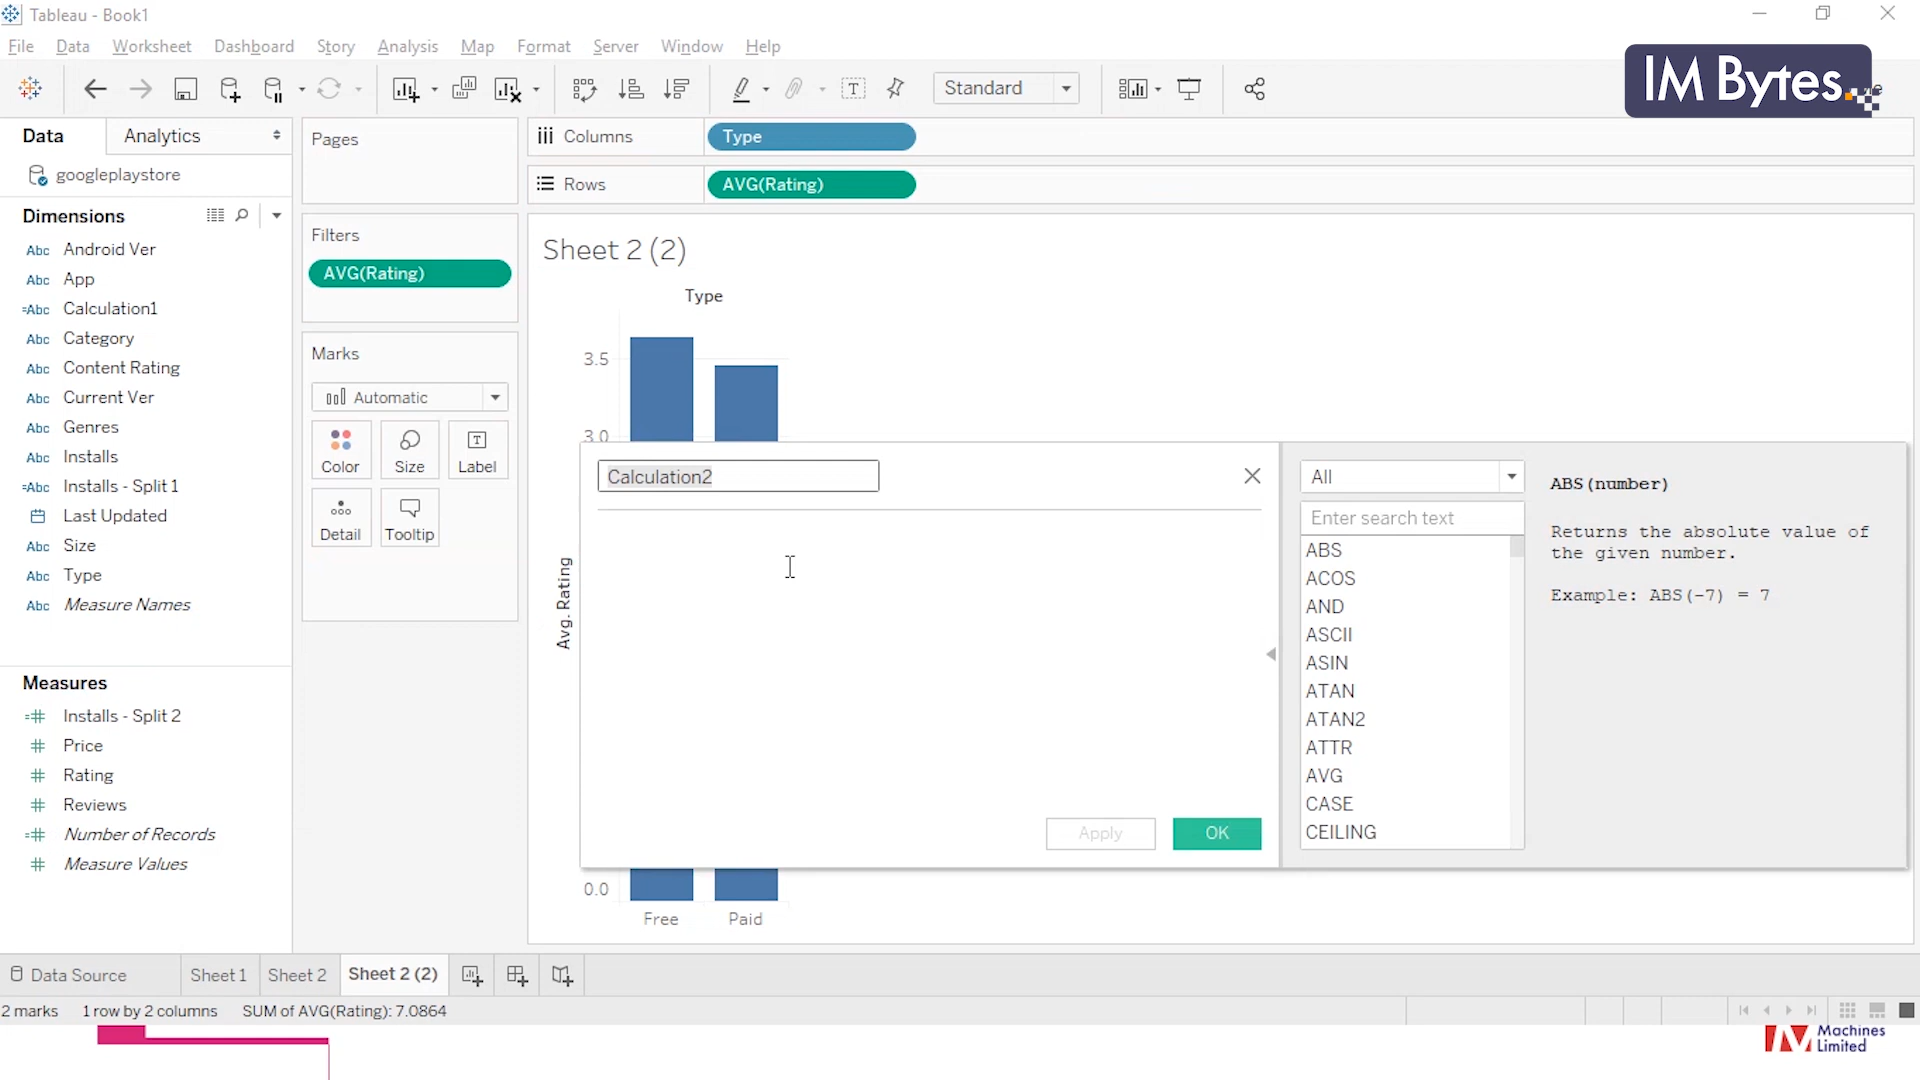 Tableau - Book1
File Data Worksheet Dashboard Story Analysis Map Format Server Window Help
Standard
IM Bytes.
Data Analytics
googleplaystore
Dimensions
Abc Android Ver
Abc App
=Abc Calculation1
Abc Category
Abc Content Rating
Abc Current Ver
Abc Genres
Abc Installs
=Abc Installs - Split 1
Last Updated
Abc Size
Abc Type
Abc Measure Names
Measures
=# Installs - Split 2
# Price
# Rating
# Reviews
=# Number of Records
# Measure Values
Pages
Filters
AVG(Rating)
Marks
Automatic
Color Size Label
Detail Tooltip
Columns Type
Rows AVG(Rating)
Sheet 2 (2)
Type
3.5
3.0
Avg. Rating
0.0
Free Paid
Calculation2
Apply OK
All
Enter search text
ABS
ACOS
AND
ASCII
ASIN
ATAN
ATAN2
ATTR
AVG
CASE
CEILING
ABS(number)
Returns the absolute value of
the given number.
Example: ABS(-7) = 7
Data Source Sheet 1 Sheet 2 Sheet 2 (2)
2 marks 1 row by 2 columns SUM of AVG(Rating): 7.0864
Machines
Limited